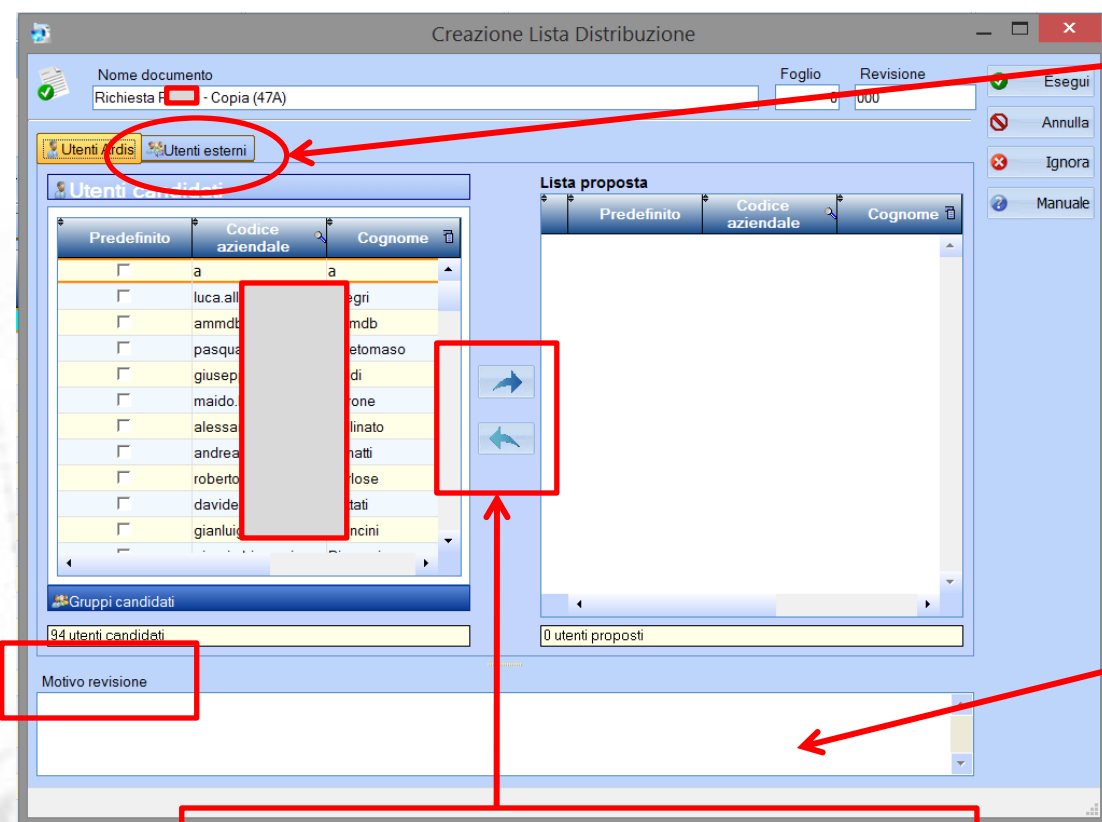 Creazione Lista Distribuzione
Nome documento
Foglio
Revisione
Richiesta - Copia (47A)
0
000
Esegui
Annulla
Ignora
Manuale
Utenti Ardis
Utenti esterni
Utenti candidati
Predefinito
Codice aziendale
Cognome
a
a
luca.all
egri
ammdb
mdb
pasqua
etomaso
giusepp
di
maido.
rone
alessa
linato
andrea
natti
roberto
lose
davide
tati
gianluig
ncini
Gruppi candidati
94 utenti candidati
Lista proposta
Predefinito
Codice aziendale
Cognome
0 utenti proposti
Motivo revisione